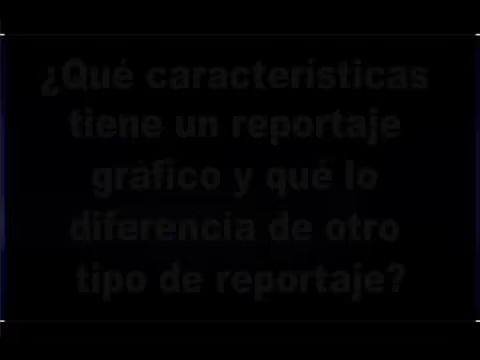 ¿Qué características
tiene un reportaje
gráfico y qué lo
diferencia de otro
tipo de reportaje?